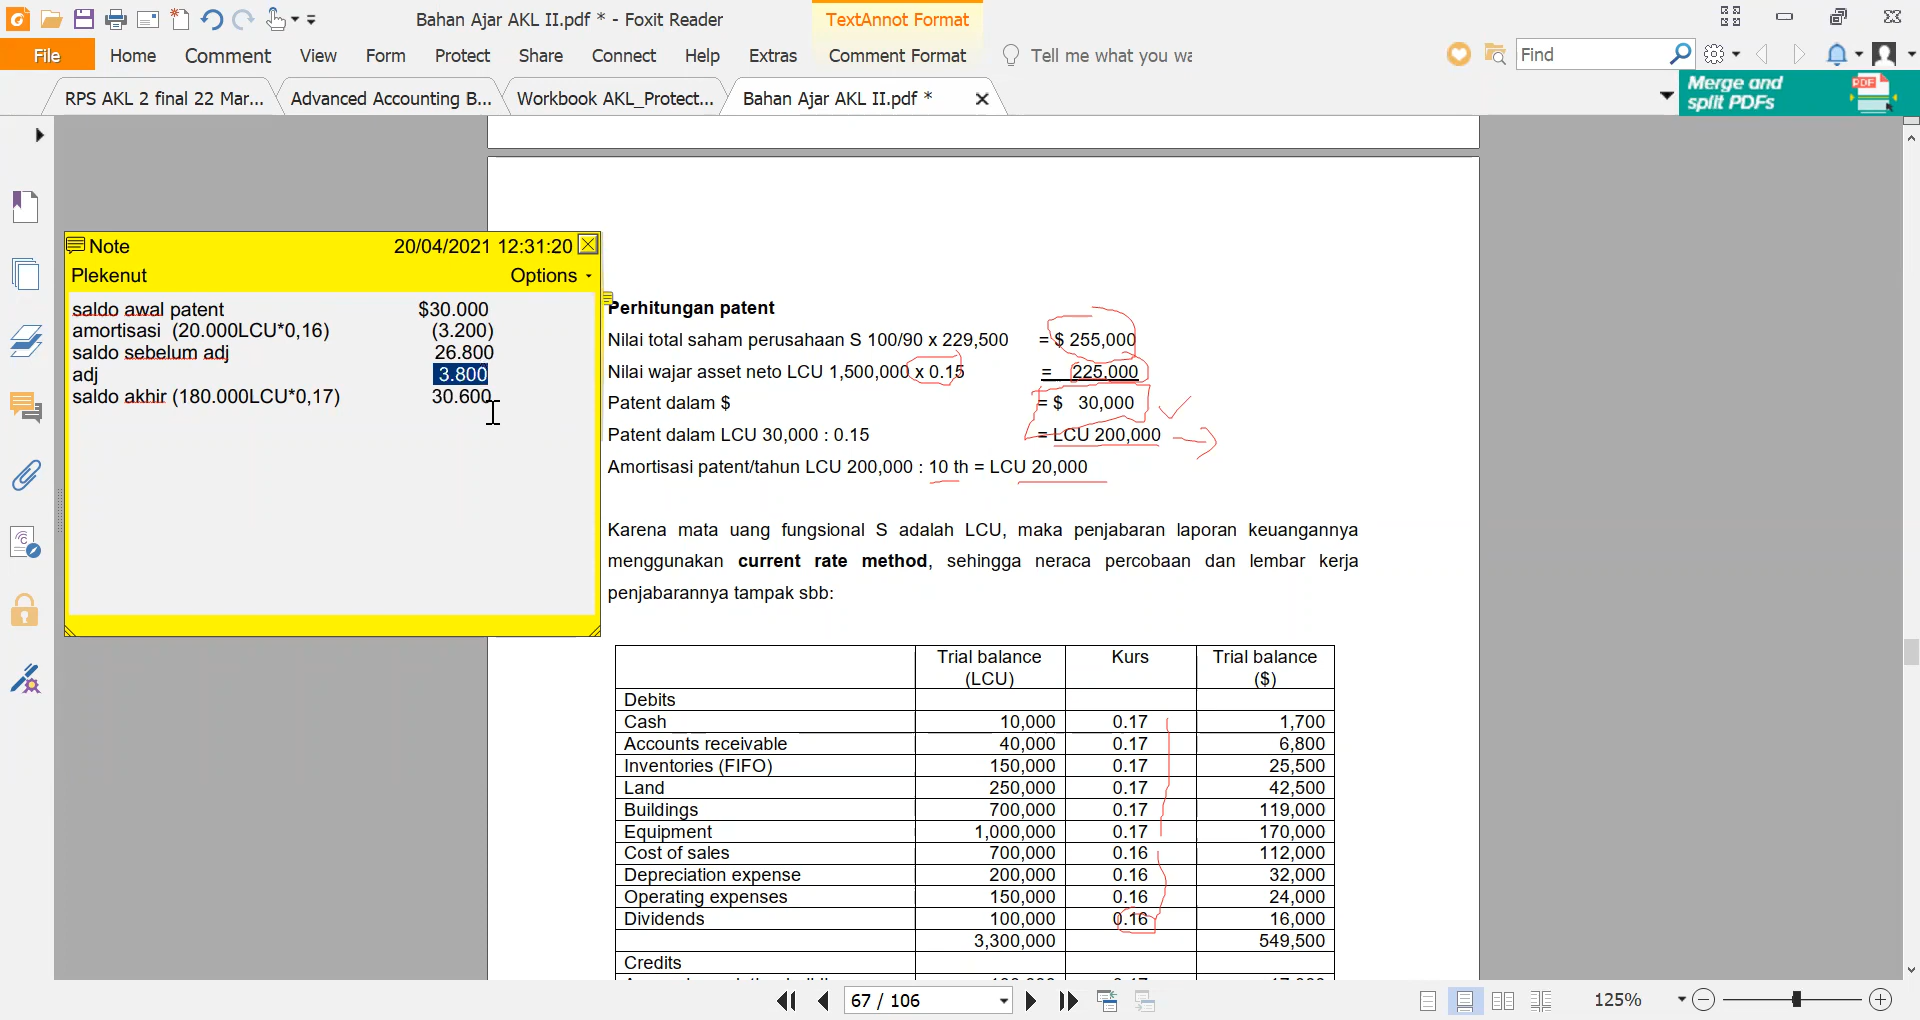 Bahan Ajar AKL II.pdf * - Foxit Reader
TextAnnot Format
File
Home
Comment
View
Form
Protect
Share
Connect
Help
Extras
Comment Format
Tell me what you wa
Find
RPS AKL 2 final 22 Mar...
Advanced Accounting B...
Workbook AKL_Protect...
Bahan Ajar AKL II.pdf *
Merge and
split PDFs
PDF
Note 20/04/2021 12:31:20
Plekenut Options
saldo awal patent $30.000
amortisasi (20.000LCU*0,16) (3.200)
saldo sebelum adj 26.800
adj 3.800
saldo akhir (180.000LCU*0,17) 30.600
Perhitungan patent
Nilai total saham perusahaan S 100/90 x 229,500 = $ 255,000
Nilai wajar asset neto LCU 1,500,000 x 0.15 = 225.000
Patent dalam $ = $ 30,000
Patent dalam LCU 30,000 : 0.15 = LCU 200,000
Amortisasi patent/tahun LCU 200,000 : 10 th = LCU 20,000
Karena mata uang fungsional S adalah LCU, maka penjabaran laporan keuangannya
menggunakan current rate method, sehingga neraca percobaan dan lembar kerja
penjabarannya tampak sbb:
Trial balance (LCU) Kurs Trial balance ($)
Debits
Cash 10,000 0.17 1,700
Accounts receivable 40,000 0.17 6,800
Inventories (FIFO) 150,000 0.17 25,500
Land 250,000 0.17 42,500
Buildings 700,000 0.17 119,000
Equipment 1,000,000 0.17 170,000
Cost of sales 700,000 0.16 112,000
Depreciation expense 200,000 0.16 32,000
Operating expenses 150,000 0.16 24,000
Dividends 100,000 0.16 16,000
3,300,000 549,500
Credits
67 / 106
125%